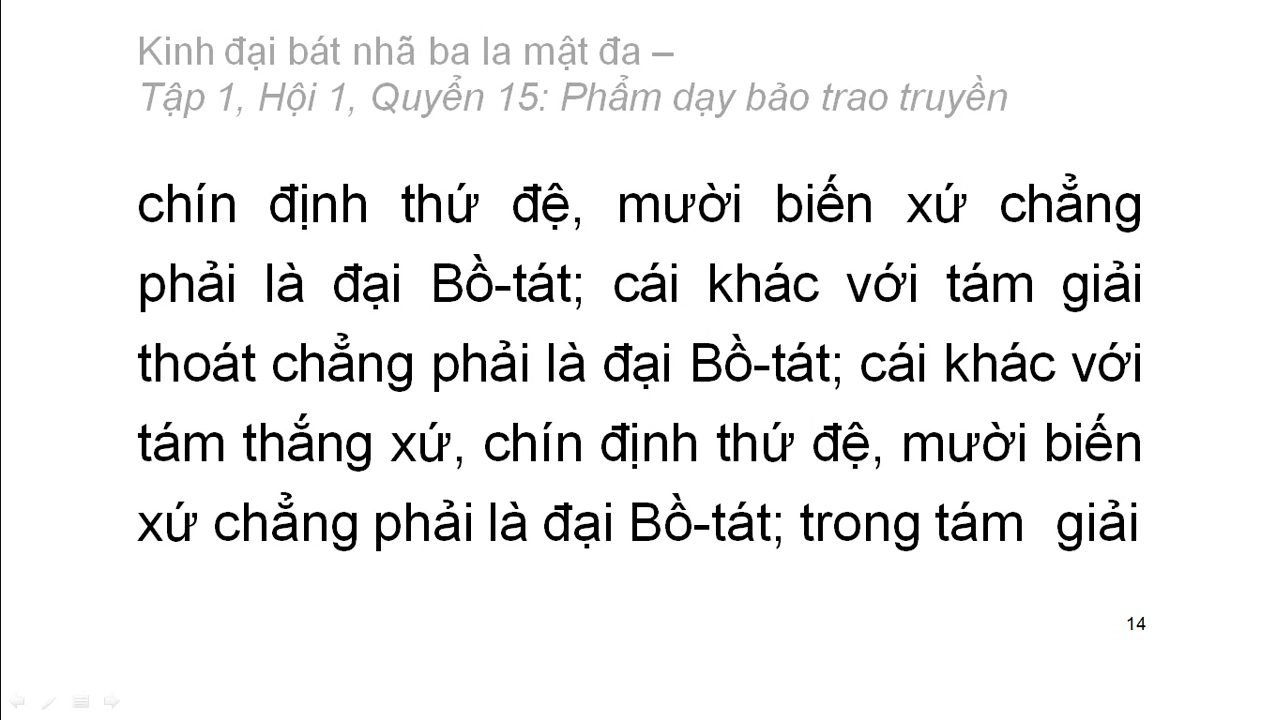 Kinh đại bát nhã ba la mật đa –
Tập 1, Hội 1, Quyển 15: Phẩm dạy bảo trao truyền
chín định thứ đệ, mười biến xứ chẳng
phải là đại Bồ-tát; cái khác với tám giải
thoát chẳng phải là đại Bồ-tát; cái khác với
tám thắng xứ, chín định thứ đệ, mười biến
xứ chẳng phải là đại Bồ-tát; trong tám  giải
14